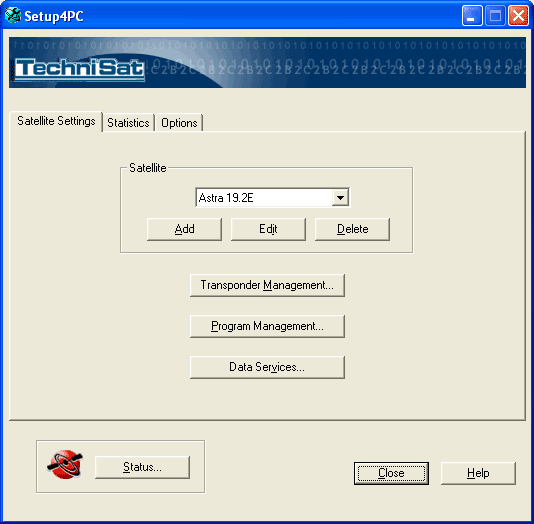 Setup4PC
TechniSat
Satellite Settings
Statistics
Options
Satellite
Astra 19.2E
Add
Edit
Delete
Transponder Management...
Program Management...
Data Services...
Status...
Close
Help